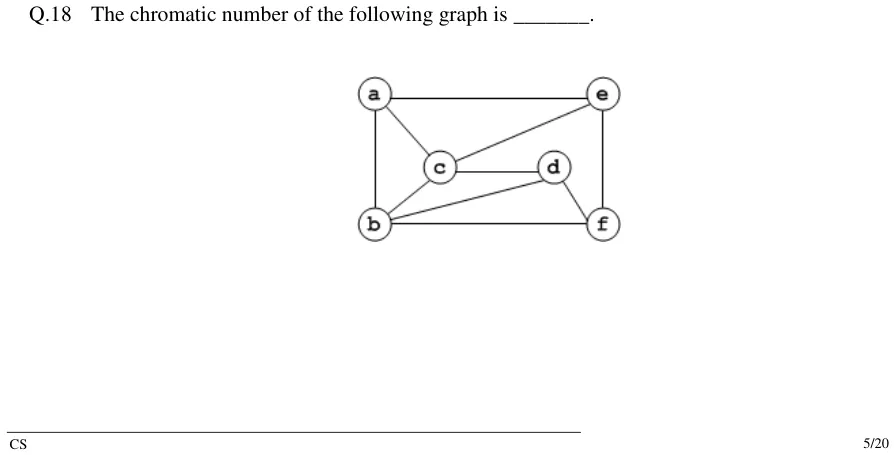 Q.18 The chromatic number of the following graph is _______.
a e
c d
b f
CS 5/20